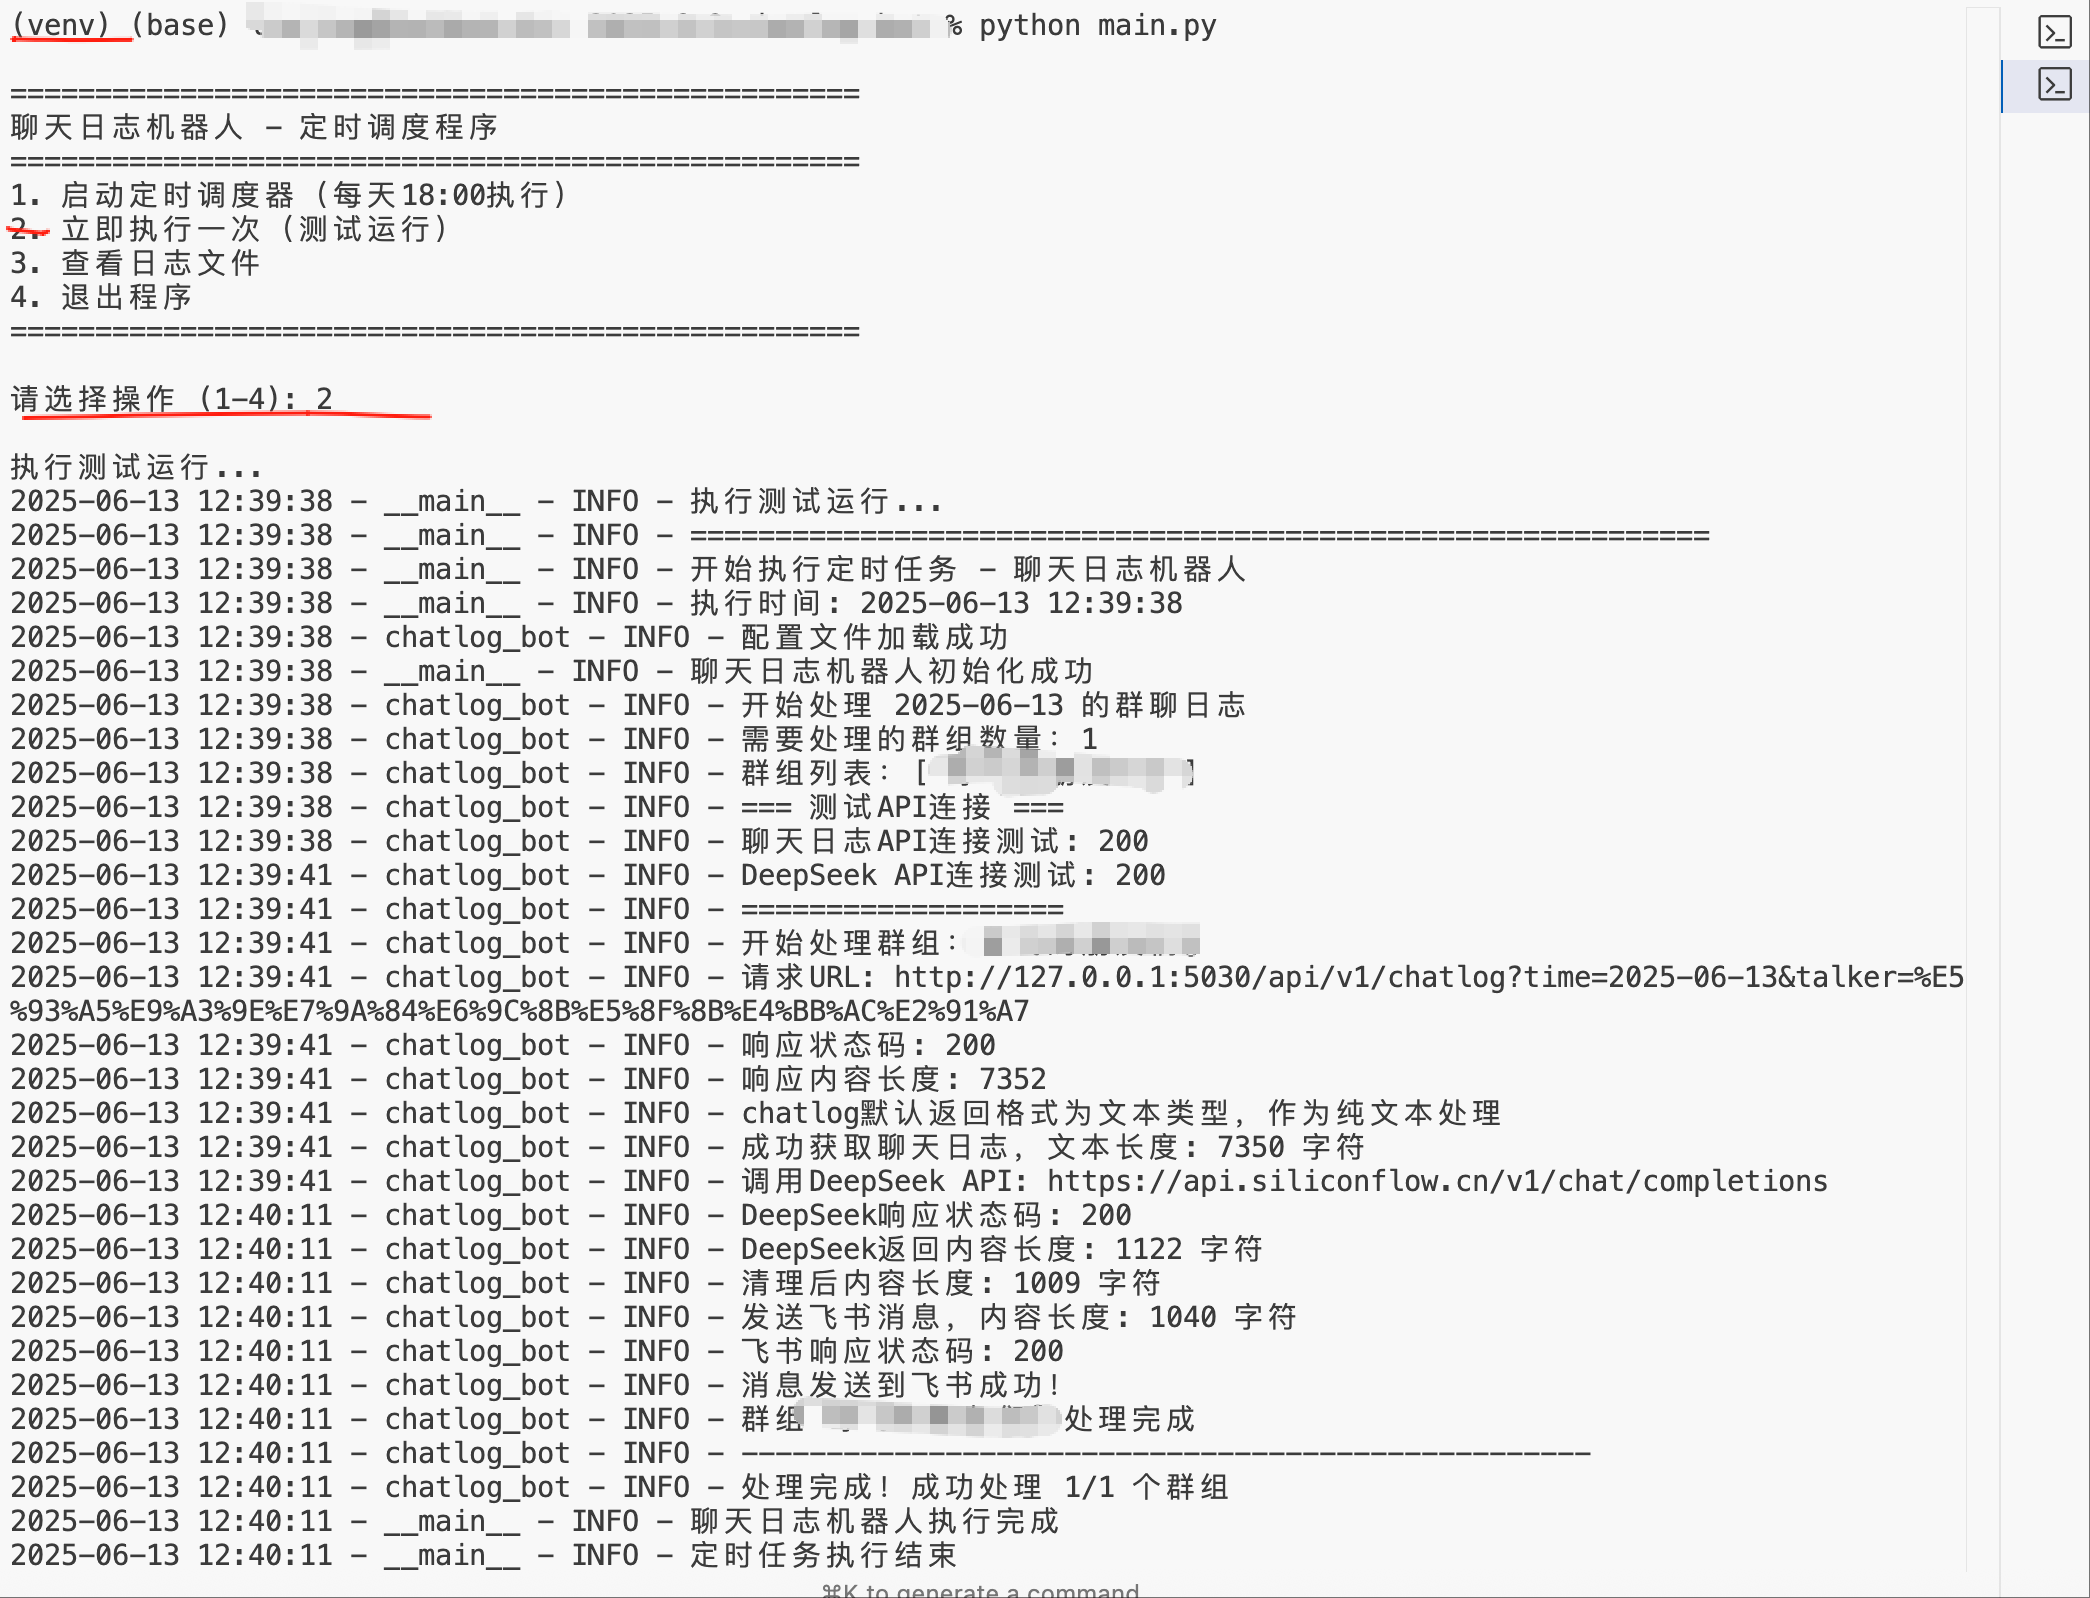 (venv) (base) % python main.py
==================================================
聊天日志机器人 - 定时调度程序
==================================================
1. 启动定时调度器 (每天18:00执行)
2. 立即执行一次 (测试运行)
3. 查看日志文件
4. 退出程序
==================================================
请选择操作 (1-4): 2
执行测试运行...
2025-06-13 12:39:38 - __main__ - INFO - 执行测试运行...
2025-06-13 12:39:38 - __main__ - INFO - ============================================================
2025-06-13 12:39:38 - __main__ - INFO - 开始执行定时任务 - 聊天日志机器人
2025-06-13 12:39:38 - __main__ - INFO - 执行时间: 2025-06-13 12:39:38
2025-06-13 12:39:38 - chatlog_bot - INFO - 配置文件加载成功
2025-06-13 12:39:38 - __main__ - INFO - 聊天日志机器人初始化成功
2025-06-13 12:39:38 - chatlog_bot - INFO - 开始处理 2025-06-13 的群聊日志
2025-06-13 12:39:38 - chatlog_bot - INFO - 需要处理的群组数量: 1
2025-06-13 12:39:38 - chatlog_bot - INFO - 群组列表: [ ]
2025-06-13 12:39:38 - chatlog_bot - INFO - === 测试API连接 ===
2025-06-13 12:39:38 - chatlog_bot - INFO - 聊天日志API连接测试: 200
2025-06-13 12:39:41 - chatlog_bot - INFO - DeepSeek API连接测试: 200
2025-06-13 12:39:41 - chatlog_bot - INFO - ===================
2025-06-13 12:39:41 - chatlog_bot - INFO - 开始处理群组:
2025-06-13 12:39:41 - chatlog_bot - INFO - 请求URL: http://127.0.0.1:5030/api/v1/chatlog?time=2025-06-13&talker=%E5
%93%A5%E9%A3%9E%E7%9A%84%E6%9C%8B%E5%8F%8B%E4%BB%AC%E2%91%A7
2025-06-13 12:39:41 - chatlog_bot - INFO - 响应状态码: 200
2025-06-13 12:39:41 - chatlog_bot - INFO - 响应内容长度: 7352
2025-06-13 12:39:41 - chatlog_bot - INFO - chatlog默认返回格式为文本类型, 作为纯文本处理
2025-06-13 12:39:41 - chatlog_bot - INFO - 成功获取聊天日志, 文本长度: 7350 字符
2025-06-13 12:39:41 - chatlog_bot - INFO - 调用DeepSeek API: https://api.siliconflow.cn/v1/chat/completions
2025-06-13 12:40:11 - chatlog_bot - INFO - DeepSeek响应状态码: 200
2025-06-13 12:40:11 - chatlog_bot - INFO - DeepSeek返回内容长度: 1122 字符
2025-06-13 12:40:11 - chatlog_bot - INFO - 清理后内容长度: 1009 字符
2025-06-13 12:40:11 - chatlog_bot - INFO - 发送飞书消息, 内容长度: 1040 字符
2025-06-13 12:40:11 - chatlog_bot - INFO - 飞书响应状态码: 200
2025-06-13 12:40:11 - chatlog_bot - INFO - 消息发送到飞书成功!
2025-06-13 12:40:11 - chatlog_bot - INFO - 群组 处理完成
2025-06-13 12:40:11 - chatlog_bot - INFO - --------------------------------------------------
2025-06-13 12:40:11 - chatlog_bot - INFO - 处理完成! 成功处理 1/1 个群组
2025-06-13 12:40:11 - __main__ - INFO - 聊天日志机器人执行完成
2025-06-13 12:40:11 - __main__ - INFO - 定时任务执行结束
⌘K to generate a command